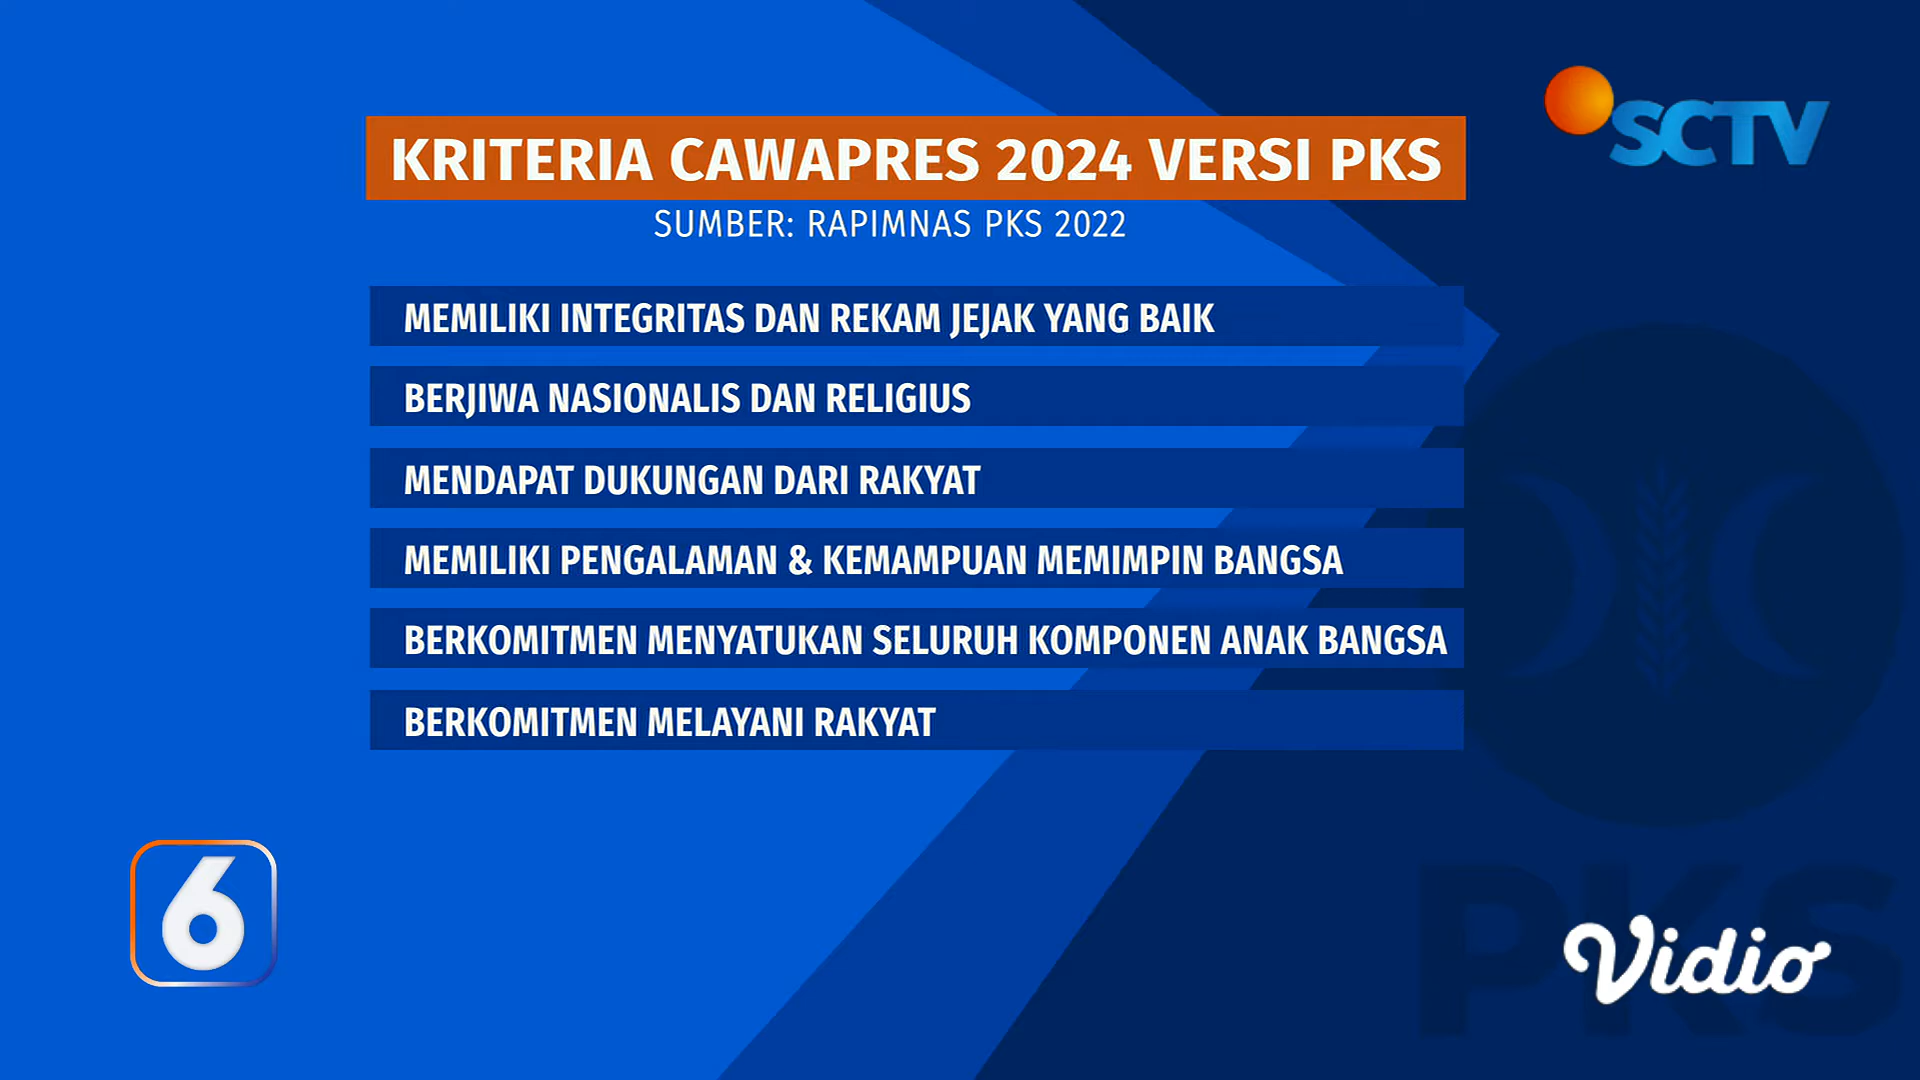 SCTV
KRITERIA CAWAPRES 2024 VERSI PKS
SUMBER: RAPIMNAS PKS 2022
MEMILIKI INTEGRITAS DAN REKAM JEJAK YANG BAIK
BERJIWA NASIONALIS DAN RELIGIUS
MENDAPAT DUKUNGAN DARI RAKYAT
MEMILIKI PENGALAMAN & KEMAMPUAN MEMIMPIN BANGSA
BERKOMITMEN MENYATUKAN SELURUH KOMPONEN ANAK BANGSA
BERKOMITMEN MELAYANI RAKYAT
6
PKS
Vidio